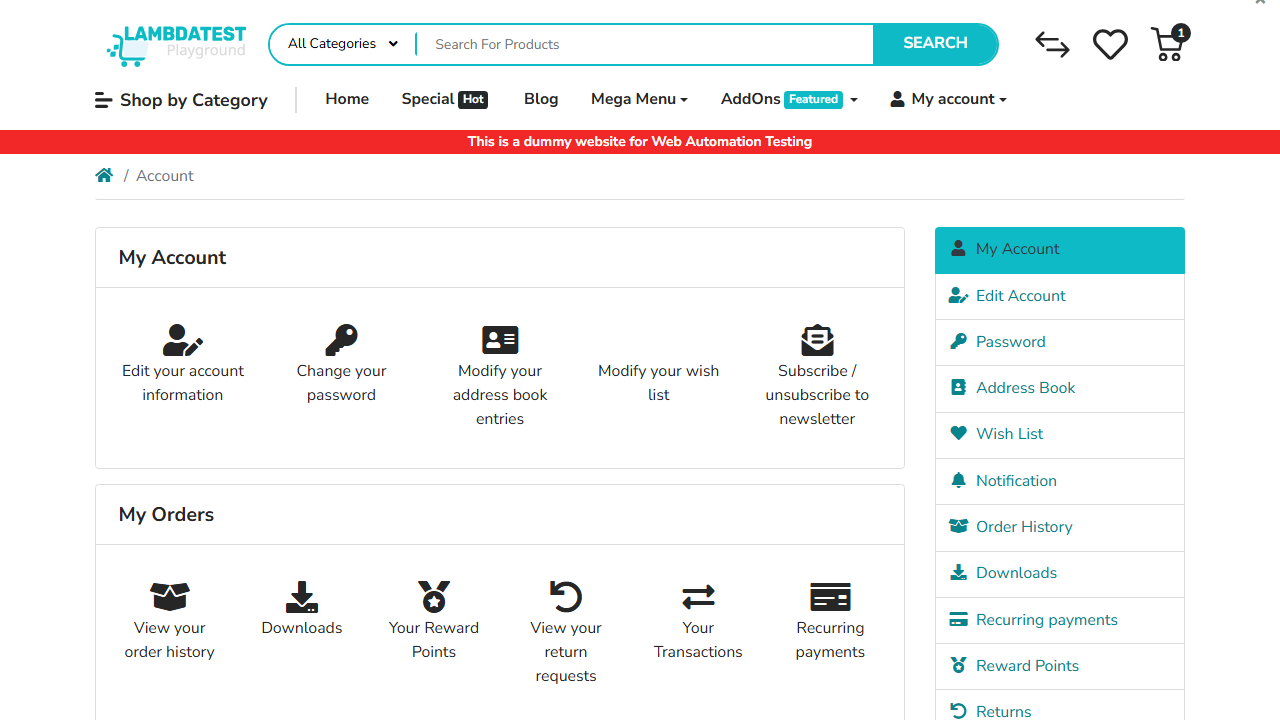 LAMBDATEST
Playground
All Categories
Search For Products
SEARCH
1
Shop by Category
Home
Special Hot
Blog
Mega Menu
AddOns Featured
My account
This is a dummy website for Web Automation Testing
/ Account
My Account
Edit your account
information
Change your
password
Modify your
address book
entries
Modify your wish
list
Subscribe /
unsubscribe to
newsletter
My Orders
View your
order history
Downloads
Your Reward
Points
View your
return
requests
Your
Transactions
Recurring
payments
My Account
Edit Account
Password
Address Book
Wish List
Notification
Order History
Downloads
Recurring payments
Reward Points
Returns